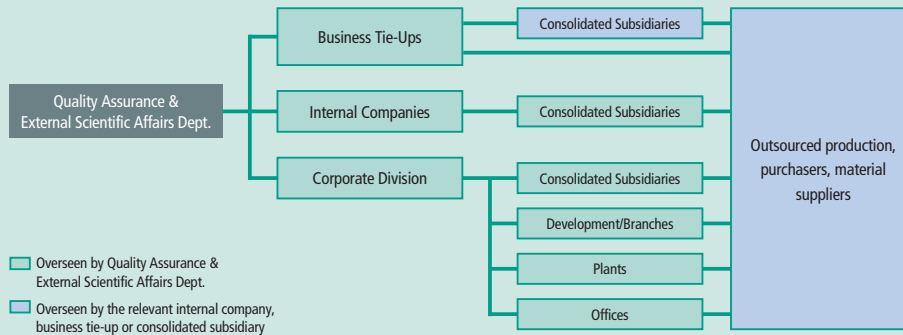 Quality Assurance &
External Scientific Affairs Dept.
Business Tie-Ups
Internal Companies
Corporate Division
Consolidated Subsidiaries
Consolidated Subsidiaries
Consolidated Subsidiaries
Development/Branches
Plants
Offices
Outsourced production,
purchasers, material
suppliers
Overseen by Quality Assurance &
External Scientific Affairs Dept.
Overseen by the relevant internal company,
business tie-up or consolidated subsidiary